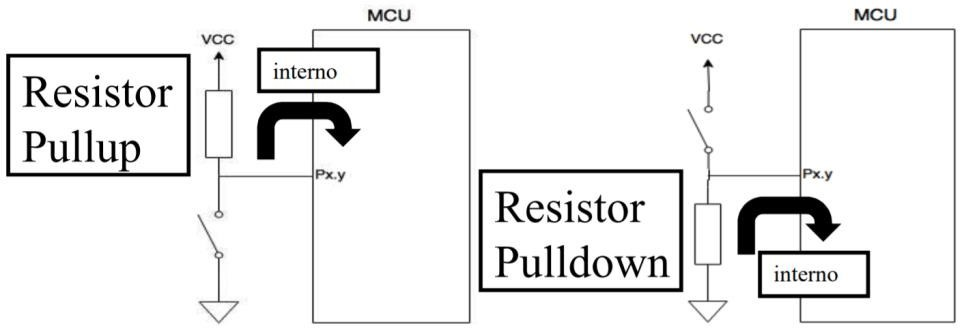 MCU
VCC
interno
Resistor
Pullup
Px.y
MCU
VCC
Px.y
Resistor
Pulldown
interno